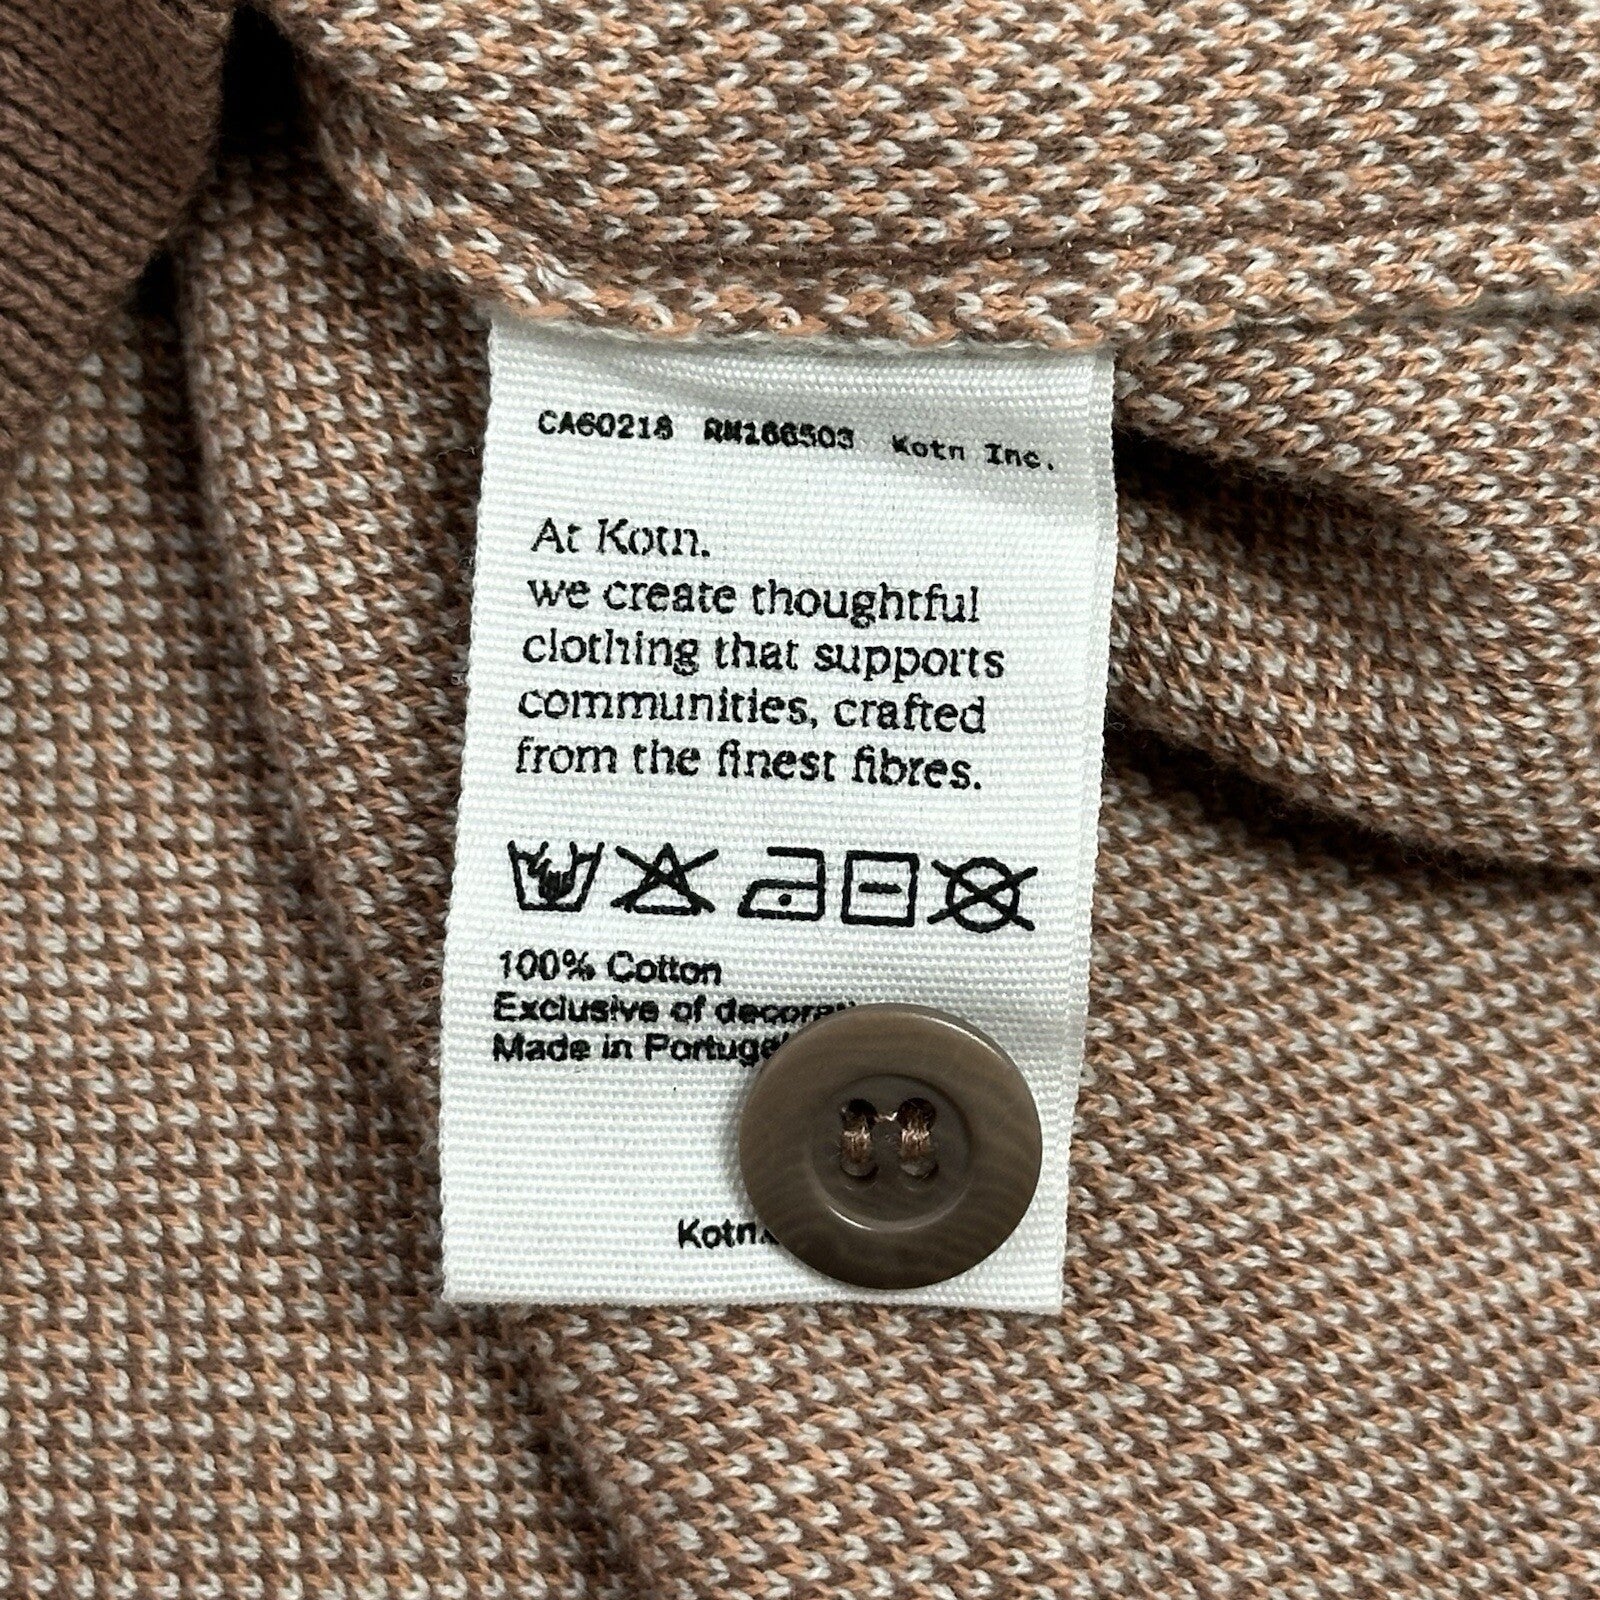 CA60218 RN166503 Kotn Inc.
At Kotn.
we create thoughtful
clothing that supports
communities, crafted
from the finest fibres.
100% Cotton
Exclusive of
Made in Portugal
Kotn